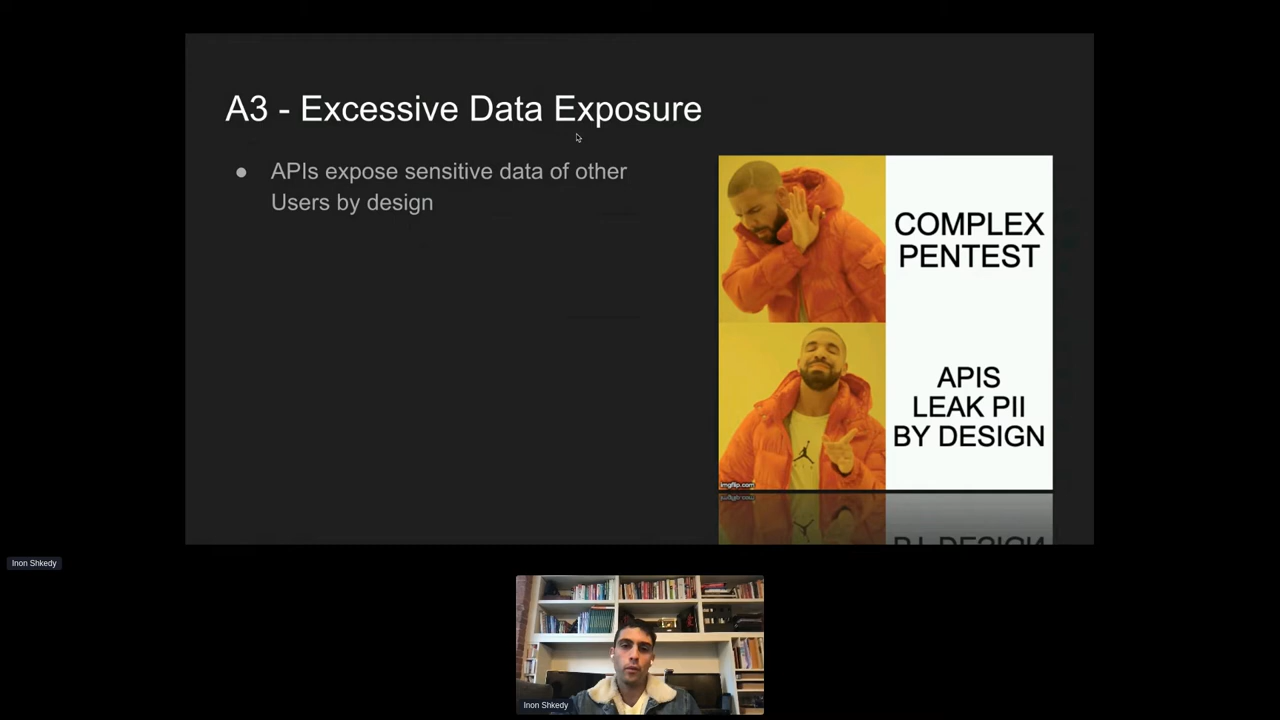 A3 - Excessive Data Exposure
● APIs expose sensitive data of other
Users by design
COMPLEX
PENTEST
APIS
LEAK PII
BY DESIGN
imgflip.com
Inon Shkedy
Inon Shkedy